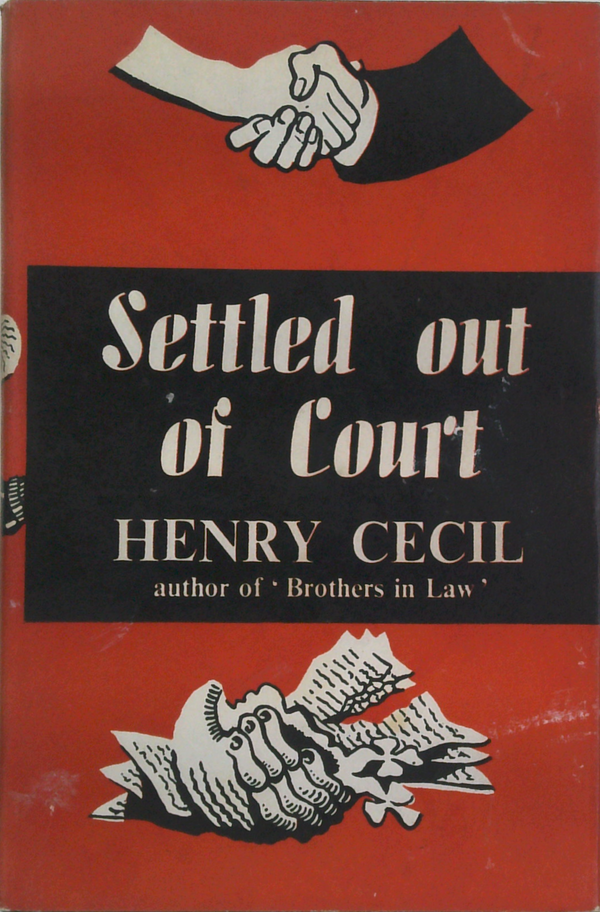 Settled out
of Court
HENRY CECIL
author of ‘ Brothers in Law ’